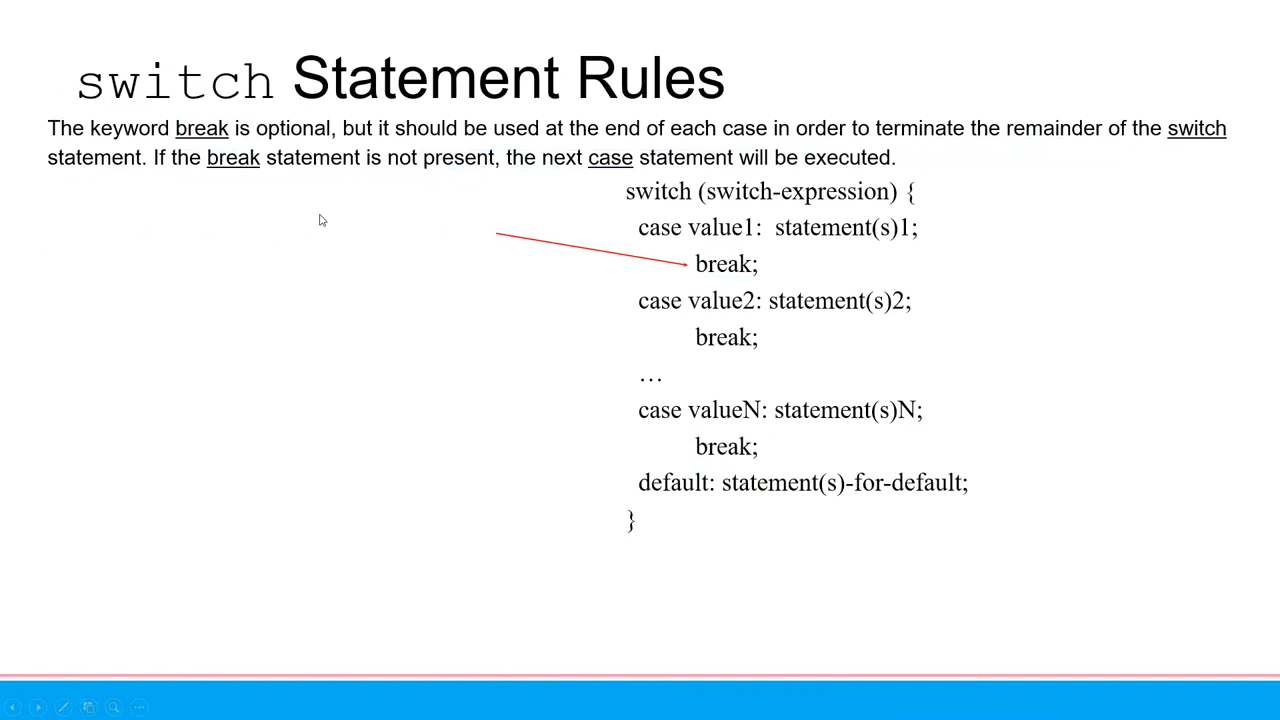 switch Statement Rules
The keyword break is optional, but it should be used at the end of each case in order to terminate the remainder of the switch
statement. If the break statement is not present, the next case statement will be executed.
switch (switch-expression) {
case value1: statement(s)1;
break;
case value2: statement(s)2;
break;
…
case valueN: statement(s)N;
break;
default: statement(s)-for-default;
}